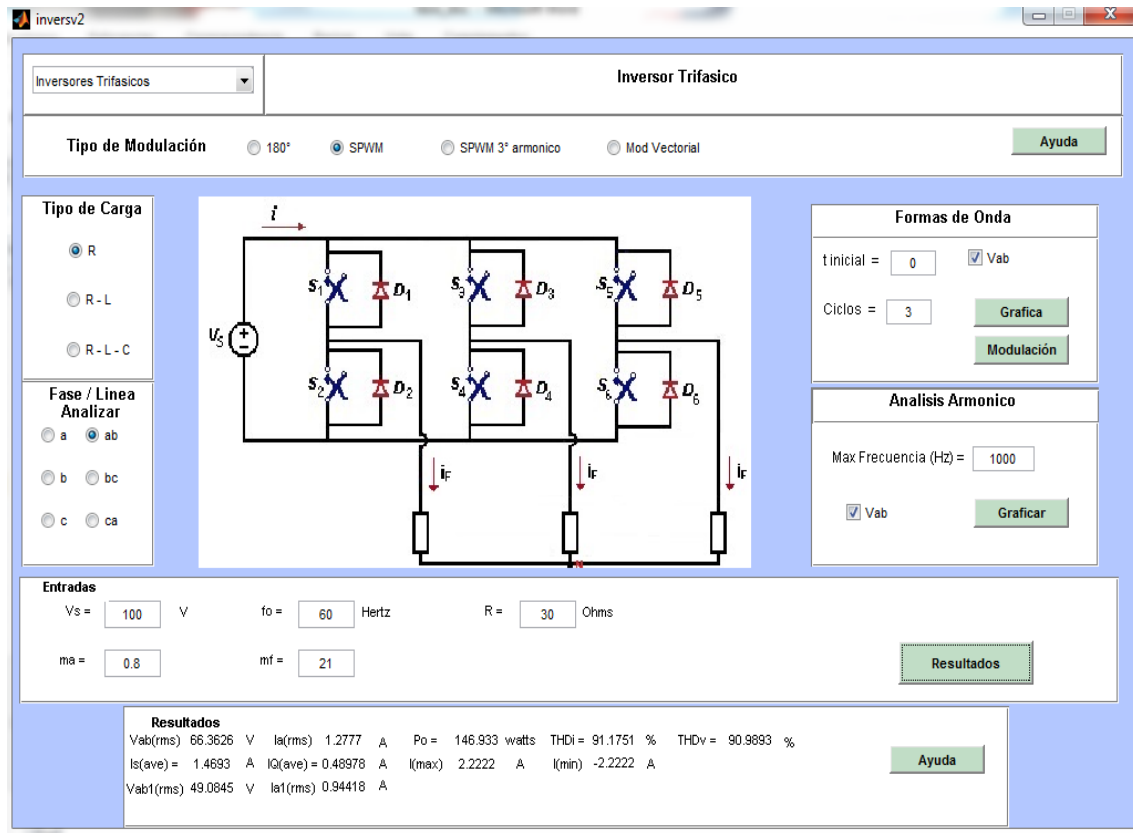 inversv2
Inversores Trifasicos
Inversor Trifasico
Tipo de Modulación 180° SPWM SPWM 3° armonico Mod Vectorial Ayuda
Tipo de Carga
R
R - L
R - L - C
Fase / Linea
Analizar
a ab
b bc
c ca
i
S1 D1 S3 D3 S5 D5
VS
S2 D2 S4 D4 S6 D6
iF iF iF
Formas de Onda
t inicial = 0 Vab
Ciclos = 3 Grafica
Modulación
Analisis Armonico
Max Frecuencia (Hz) = 1000
Vab Graficar
Entradas
Vs = 100 V fo = 60 Hertz R = 30 Ohms
ma = 0.8 mf = 21
Resultados
Resultados
Vab(rms) 66.3626 V Ia(rms) 1.2777 A Po = 146.933 watts THDi = 91.1751 % THDv = 90.9893 %
Is(ave) = 1.4693 A IQ(ave) = 0.48978 A I(max) 2.2222 A I(min) -2.2222 A
Vab1(rms) 49.0845 V Ia1(rms) 0.94418 A
Ayuda